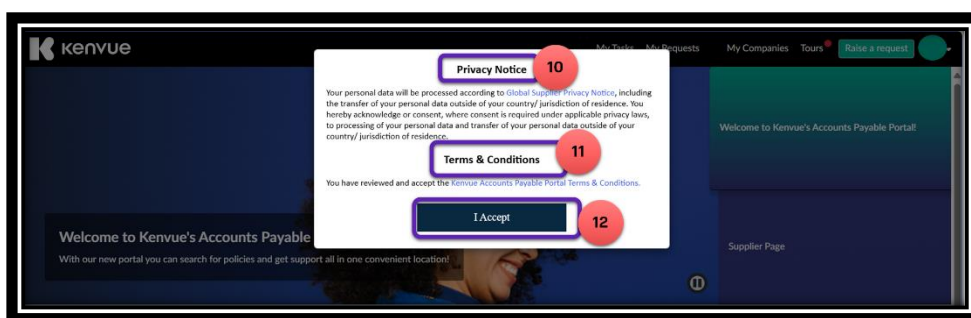 Kenvue
My Tasks My Requests My Companies Tours Raise a request
Privacy Notice 10
Your personal data will be processed according to Global Supplier Privacy Notice, including
the transfer of your personal data outside of your country/ jurisdiction of residence. You
hereby acknowledge or consent, where consent is required under applicable privacy laws,
to processing of your personal data and transfer of your personal data outside of your
country/ jurisdiction of residence.
Terms & Conditions 11
You have reviewed and accept the Kenvue Accounts Payable Portal Terms & Conditions.
I Accept 12
Welcome to Kenvue's Accounts Payable
With our new portal you can search for policies and get support all in one convenient location!
Welcome to Kenvue's Accounts Payable Portal!
Supplier Page